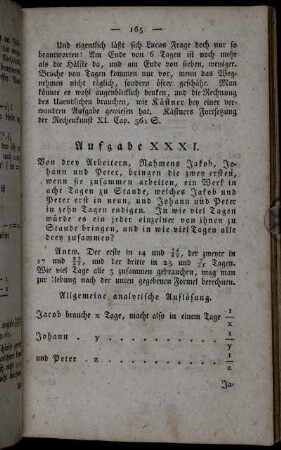 — 165 —
Und eigentlich läßt sich Lucas Frage doch nur so
beantworten: Am Ende von 6 Tagen ist noch mehr
als die Hälfte da, und am Ende von sieben, weniger.
Brüche von Tagen kommen nur vor, wenn das Weg-
nehmen nicht täglich, sondern öfter geschähe. Man
könnte es wohl augenblicklich denken, und die Rechnung
des Unendlichen brauchen, wie Kästner bey einer ver-
wandten Aufgabe gewiesen hat. Kästners Fortsetzung
der Rechenkunst XI. Cap. 361 S.
Aufgabe XXXI.
Von drey Arbeitern, Nahmens Jakob, Jo-
hann und Peter, bringen die zwey ersten,
wenn sie zusammen arbeiten, ein Werk in
acht Tagen zu Stande, welches Jakob und
Peter erst in neun, und Johann und Peter
in zehn Tagen endigen. In wie viel Tagen
würde es ein jeder einzelner von ihnen zu
Stande bringen, und in wie viel Tagen alle
drey zusammen?
Antw. Der erste in 14 und, der zweyte in
17 und, und der dritte in 23 und Tagen.
Wie viel Tage alle 3 zusammen gebrauchen, mag man
zur Uebung nach der unten gegebenen Formel berechnen.
Allgemeine analytische Auflösung.
Jacob brauche x Tage, macht also in einem Tage 1/x
Johann . y — — — — 1/y
und Peter . z — — — — 1/z
Ja-